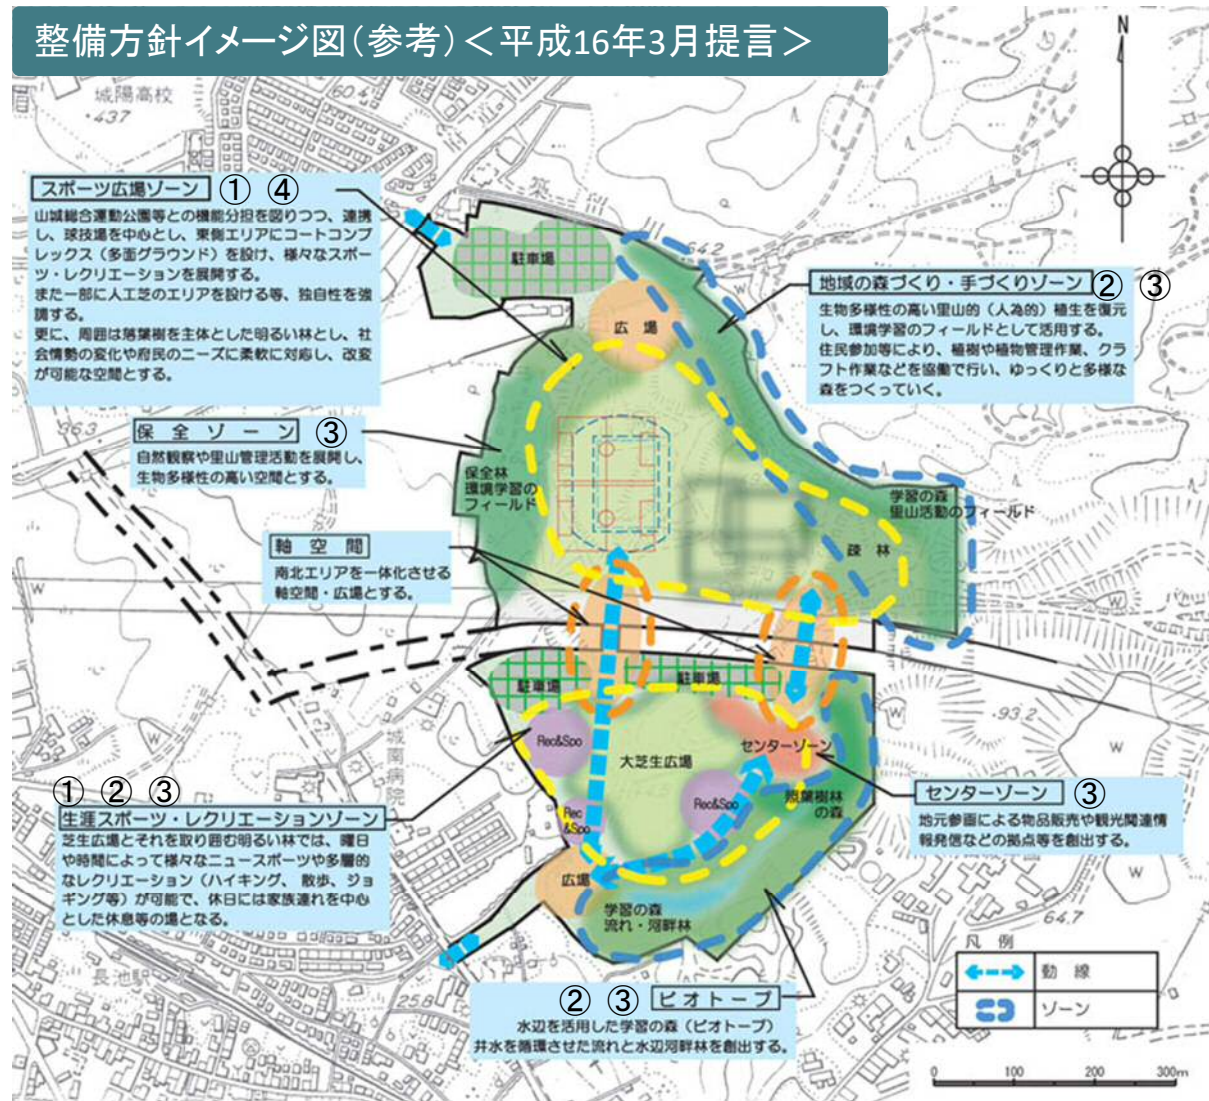 整備方針イメージ図（参考）＜平成16年3月提言＞
N
城陽高校
・437
60.4
スポーツ広場ゾーン ① ④
山城総合運動公園等との機能分担を図りつつ、連携
し、球技場を中心とし、東側エリアにコートコンプ
レックス（多面グラウンド）を設け、様々なスポー
ツ・レクリエーションを展開する。
また一部に人工芝のエリアを設ける等、独自性を強
調する。
更に、周囲は落葉樹を主体とした明るい林とし、社
会情勢の変化や府民のニーズに柔軟に対応し、改変
が可能な空間とする。
駐車場
64.2
広場
地域の森づくり・手づくりゾーン ② ③
生物多様性の高い里山的（人為的）植生を復元
し、環境学習のフィールドとして活用する。
住民参加等により、植樹や植物管理作業、クラ
フト作業などを協働で行い、ゆっくりと多様な
森をつくっていく。
36.3
保全ゾーン ③
自然観察や里山管理活動を展開し、
生物多様性の高い空間とする。
保全林
環境学習の
フィールド
学習の森
里山活動のフィールド
疎林
軸空間
南北エリアを一体化させる
軸空間・広場とする。
W
W
W
駐車場
駐車場
・93.2
W
W
城南病院
Rec&Spo
大芝生広場
センターゾーン
Rec&Spo
照葉樹林
の森
Rec
&Spo
センターゾーン ③
地元参画による物品販売や観光関連情
報発信などの拠点等を創出する。
W
① ② ③
生涯スポーツ・レクリエーションゾーン
芝生広場とそれを取り囲む明るい林では、曜日
や時間によって様々なニュースポーツや多層的
なレクリエーション（ハイキング、散歩、ジョ
ギング等）が可能で、休日には家族連れを中心
とした休息等の場となる。
広場
学習の森
流れ・河畔林
64.7
長池駅
25.8
② ③ ビオトープ
水辺を活用した学習の森（ビオトープ）
井水を循環させた流れと水辺河畔林を創出する。
凡例
動線
ゾーン
0 100 200 300m